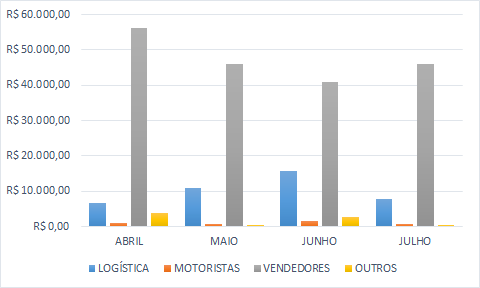 R$ 60.000,00
R$ 50.000,00
R$ 40.000,00
R$ 30.000,00
R$ 20.000,00
R$ 10.000,00
R$ 0,00
ABRIL MAIO JUNHO JULHO
LOGÍSTICA MOTORISTAS VENDEDORES OUTROS